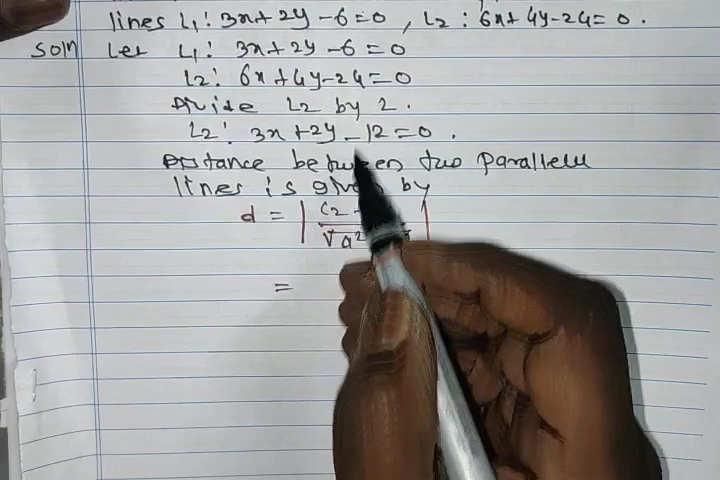 lines L1: 3x+2y-6=0, L2: 6x+4y-24=0.
Soln Let L1: 3x+2y-6=0
L2: 6x+4y-24=0
Divide L2 by 2.
L2: 3x+2y-12=0.
Distance between two Parallel
lines is given by
d = | C2 -
√a2
=